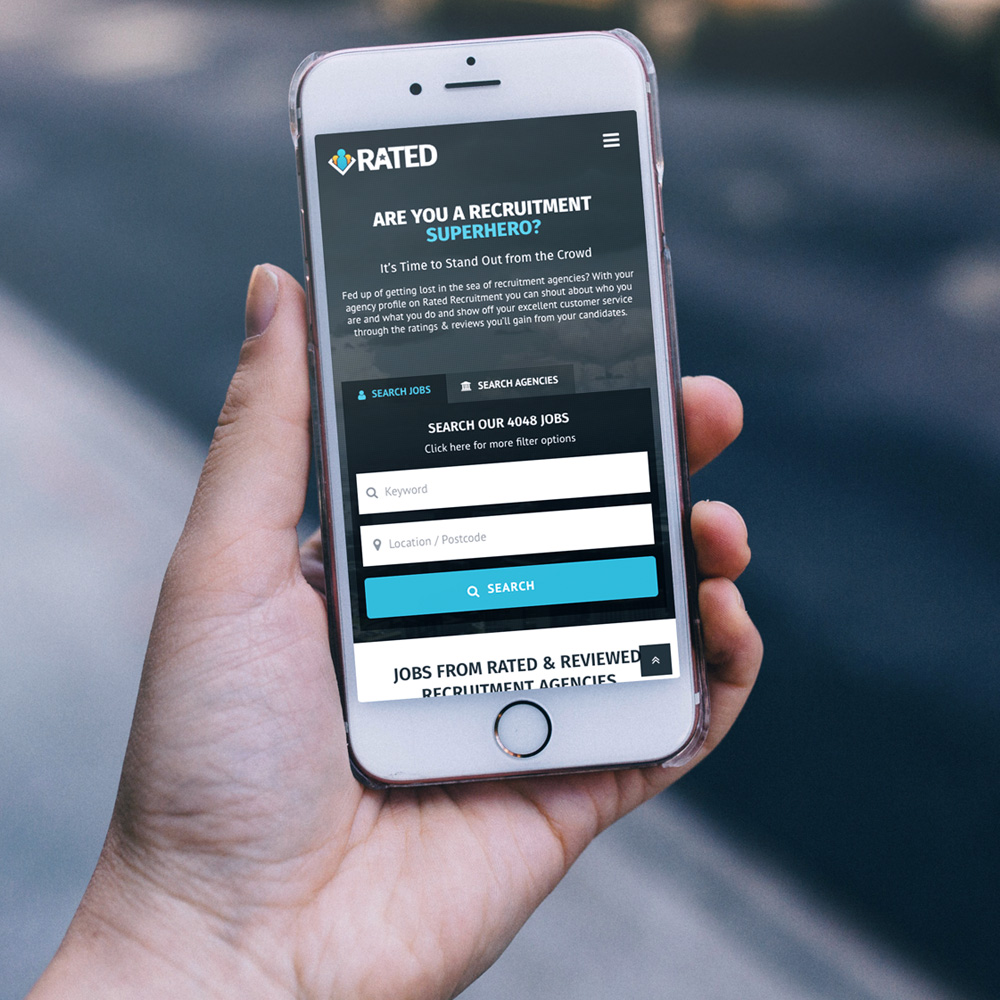 RATED
ARE YOU A RECRUITMENT
SUPERHERO?
It's Time to Stand Out from the Crowd
Fed up of getting lost in the sea of recruitment agencies? With your
agency profile on Rated Recruitment you can shout about who you
are and what you do and show off your excellent customer service
through the ratings & reviews you'll gain from your candidates.
SEARCH JOBS
SEARCH AGENCIES
SEARCH OUR 4048 JOBS
Click here for more filter options
Keyword
Location / Postcode
SEARCH
JOBS FROM RATED & REVIEWED
RECRUITMENT AGENCIES